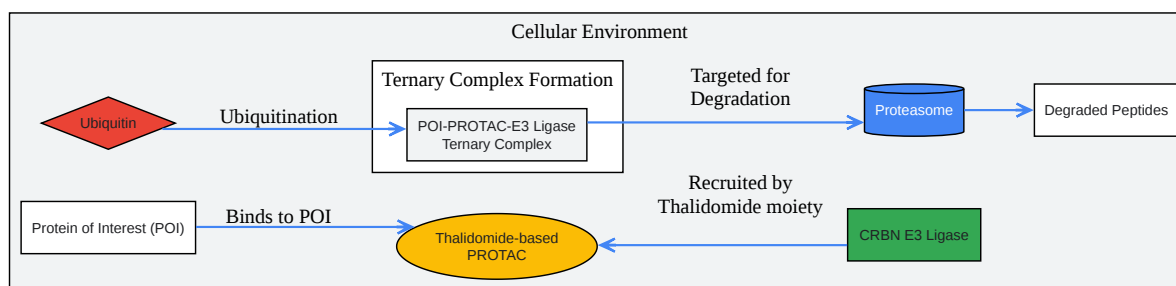 Cellular Environment
Ternary Complex Formation
Targeted for
Degradation
Ubiquitin
Ubiquitination
POI-PROTAC-E3 Ligase
Ternary Complex
Proteasome
Degraded Peptides
Protein of Interest (POI)
Binds to POI
Thalidomide-based
PROTAC
Recruited by
Thalidomide moiety
CRBN E3 Ligase